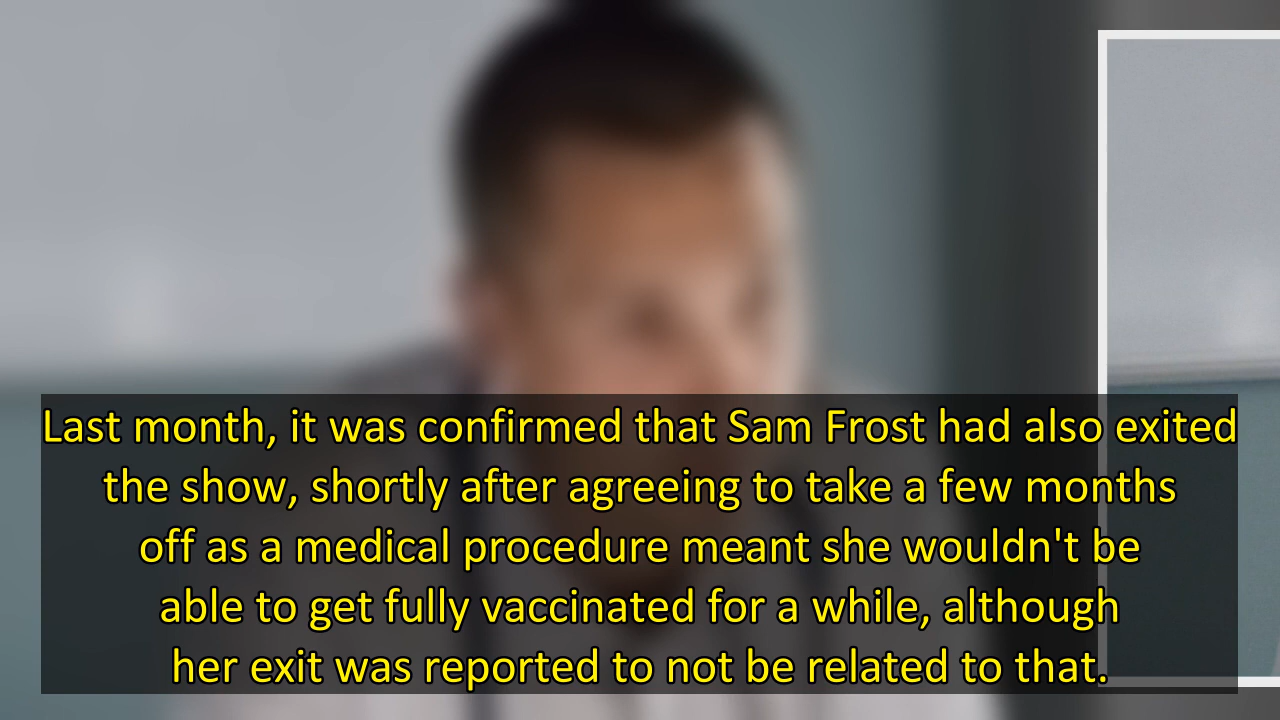 Last month, it was confirmed that Sam Frost had also exited
the show, shortly after agreeing to take a few months
off as a medical procedure meant she wouldn't be
able to get fully vaccinated for a while, although
her exit was reported to not be related to that.